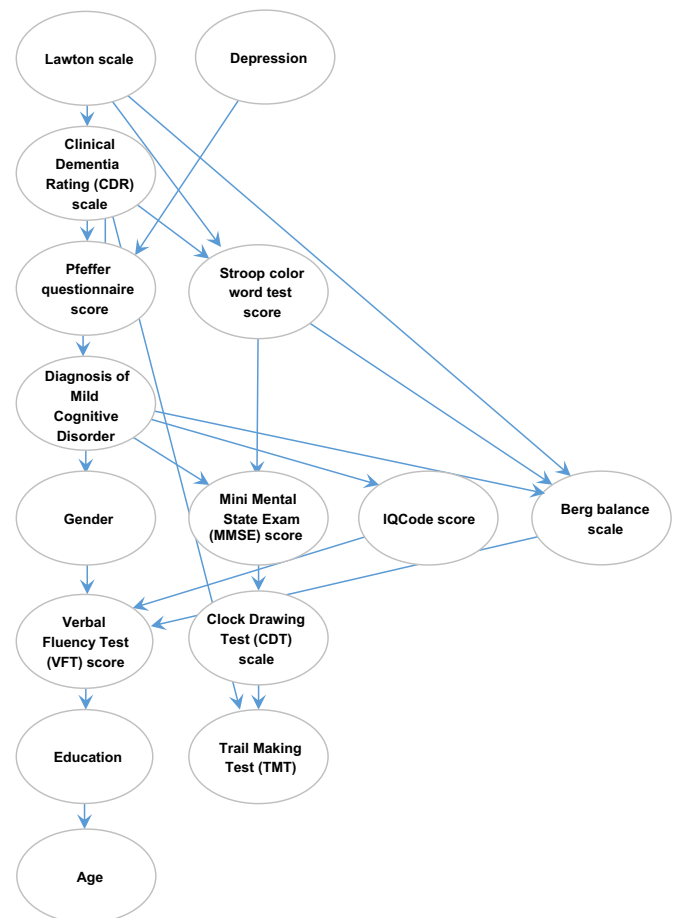 Lawton scale
Depression
Clinical
Dementia
Rating (CDR)
scale
Pfeffer
questionnaire
score
Stroop color
word test
score
Diagnosis of
Mild
Cognitive
Disorder
Gender
Mini Mental
State Exam
(MMSE) score
IQCode score
Berg balance
scale
Verbal
Fluency Test
(VFT) score
Clock Drawing
Test (CDT)
scale
Education
Trail Making
Test (TMT)
Age